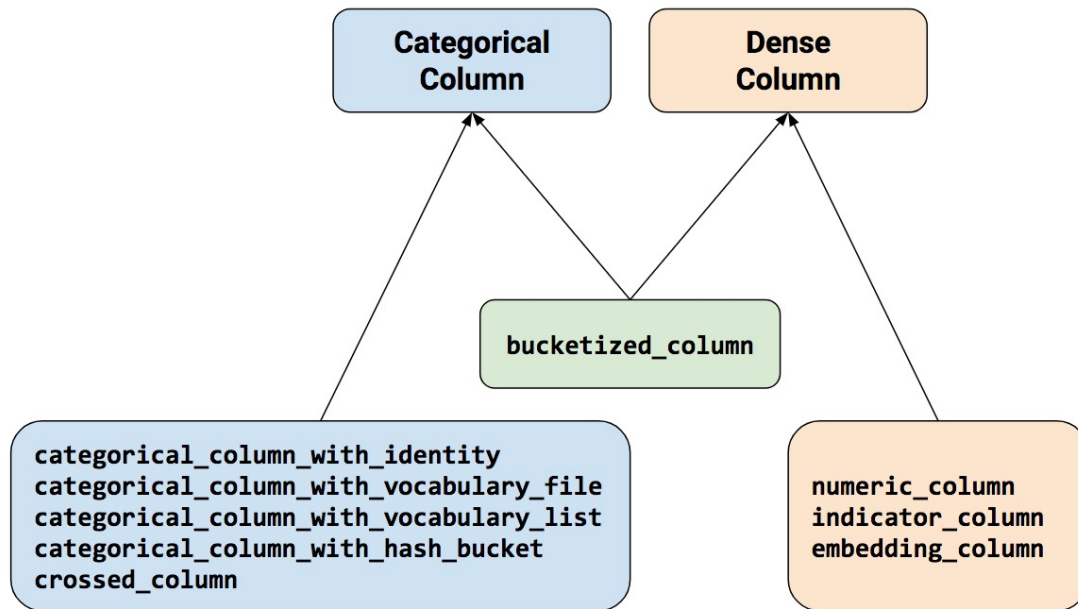 Categorical
Column
Dense
Column
bucketized_column
categorical_column_with_identity
categorical_column_with_vocabulary_file
categorical_column_with_vocabulary_list
categorical_column_with_hash_bucket
crossed_column
numeric_column
indicator_column
embedding_column